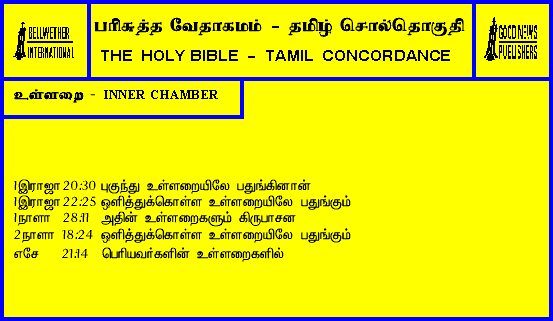 BELLWETHER
INTERNATIONAL
பரிசுத்த வேதாகமம் - தமிழ் சொல்தொகுதி
THE HOLY BIBLE - TAMIL CONCORDANCE
GOOD NEWS
PUBLISHERS
உள்ளறை - INNER CHAMBER
1இராஜா 20:30 புகுந்து உள்ளறையிலே பதுங்கினான்
1இராஜா 22:25 ஒளித்துக்கொள்ள உள்ளறையிலே பதுங்கும்
1நாளா 28:11 அதின் உள்ளறைகளும் கிருபாசன
2நாளா 18:24 ஒளித்துக்கொள்ள உள்ளறையிலே பதுங்கும்
எசே 21:14 பெரியவர்களின் உள்ளறைகளில்